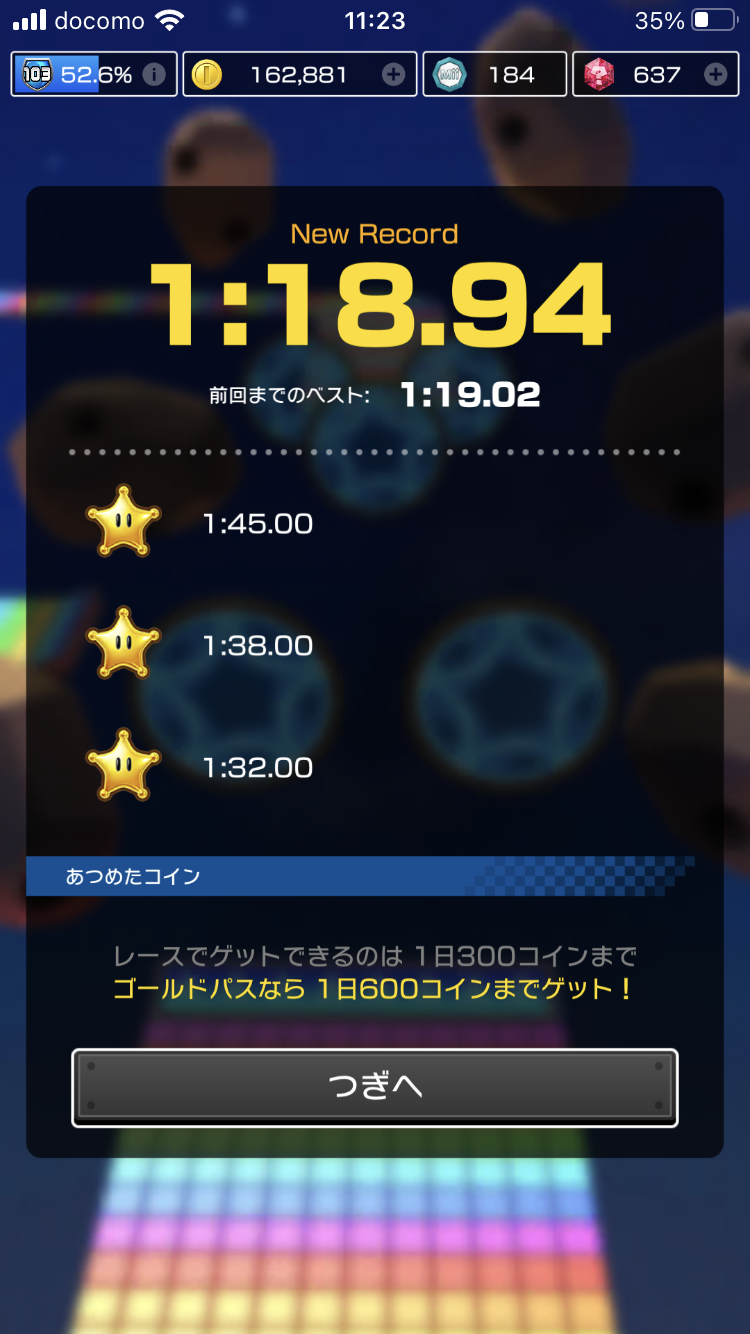 docomo 11:23 35%
103 52.6% i 162,881 + Mii 184 ? 637 +
New Record
1:18.94
前回までのベスト: 1:19.02
1:45.00
1:38.00
1:32.00
あつめたコイン
レースでゲットできるのは 1日300コインまで
ゴールドパスなら 1日600コインまでゲット！
つぎへ